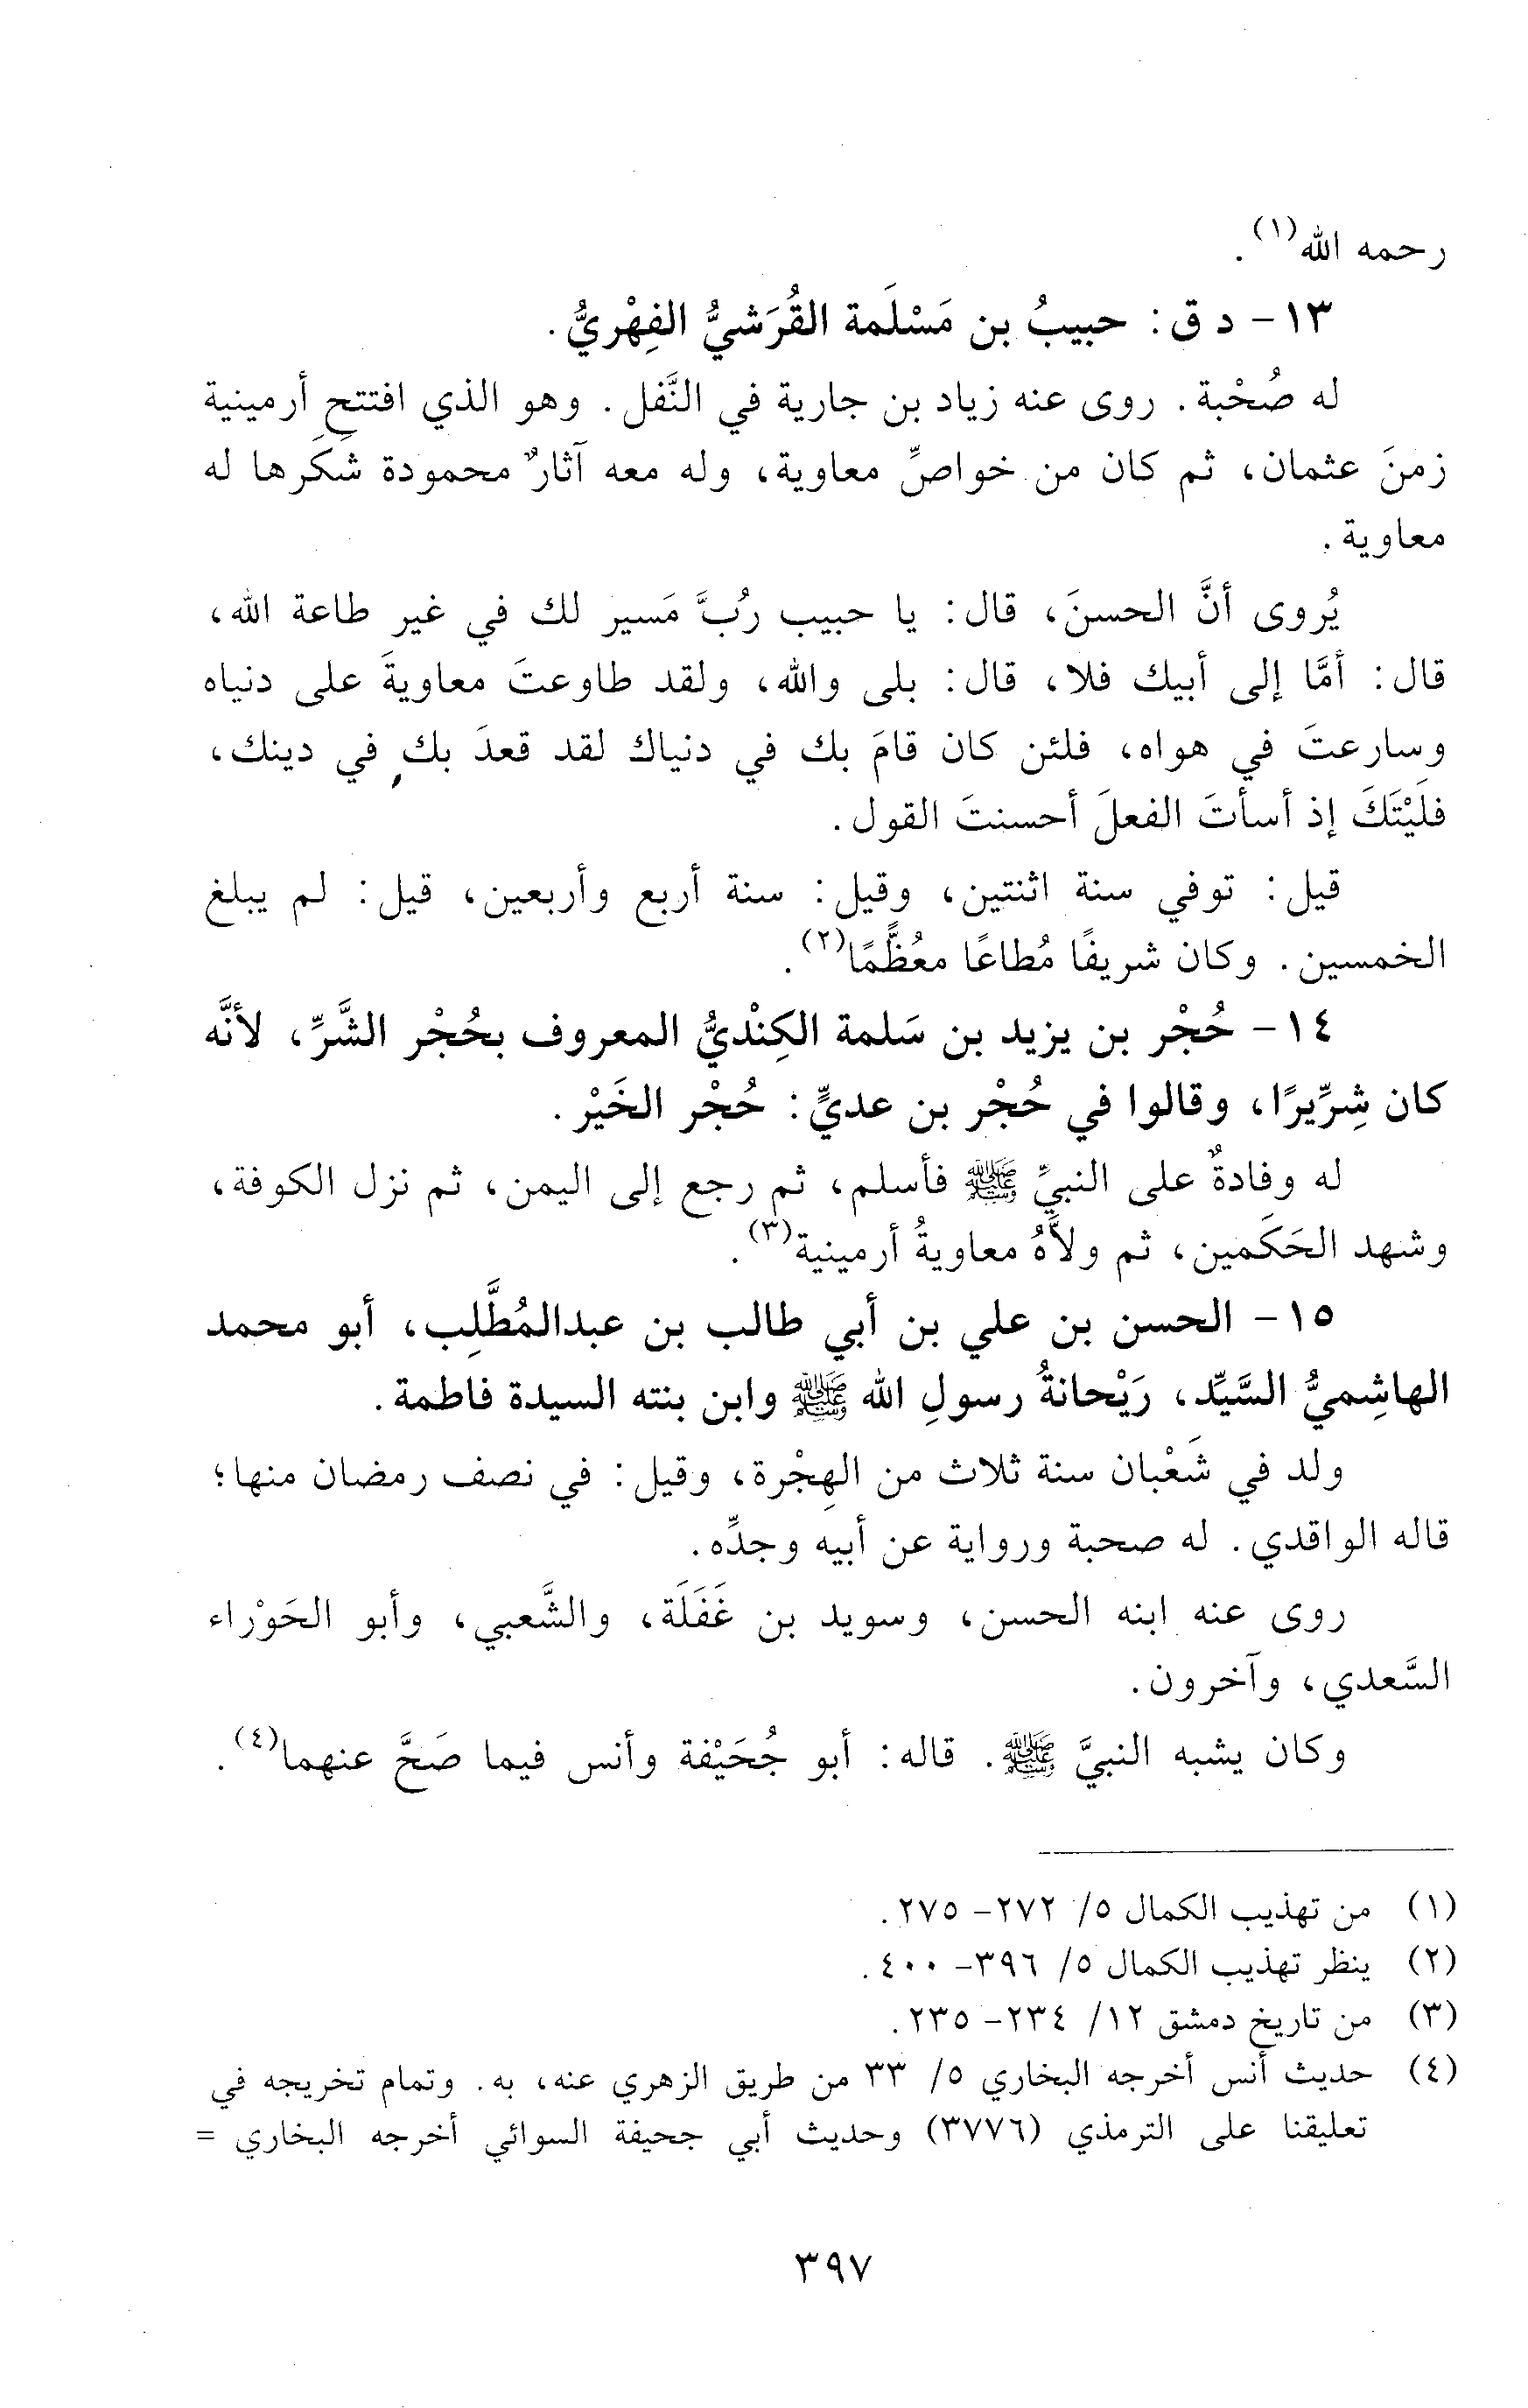 رحمه الله(١).
١٣- د ق: حبيبُ بن مَسْلَمة القُرَشيُّ الفِهْريُّ.
له صُحْبة. روى عنه زياد بن جارية في النَّفل. وهو الذي افتتح أرمينية
زمنَ عثمان، ثم كان من خواصِّ معاوية، وله معه آثارٌ محمودة شكَرها له
معاوية.
يُروى أنَّ الحسنَ، قال: يا حبيب رُبَّ مَسير لك في غير طاعة الله،
قال: أمَّا إلى أبيك فلا، قال: بلى والله، ولقد طاوعتَ معاويةَ على دنياه
وسارعتَ في هواه، فلئن كان قامَ بك في دنياك لقد قعدَ بك في دينك،
فلَيْتَكَ إذ أسأتَ الفعلَ أحسنتَ القول.
قيل: توفي سنة اثنتين، وقيل: سنة أربع وأربعين، قيل: لم يبلغ
الخمسين. وكان شريفًا مُطاعًا معُظَّمًا(٢).
١٤- حُجْر بن يزيد بن سَلمة الكِنْديُّ المعروف بحُجْر الشَّرِّ، لأنَّه
كان شِرِّيرًا، وقالوا في حُجْر بن عديٍّ: حُجْر الخَيْر.
له وفادةٌ على النبيِّ ﷺ فأسلم، ثم رجع إلى اليمن، ثم نزل الكوفة،
وشهد الحَكَمين، ثم ولاَّهُ معاويةُ أرمينية(٣).
١٥- الحسن بن علي بن أبي طالب بن عبدالمُطَّلِب، أبو محمد
الهاشِميُّ السَّيِّد، رَيْحانةُ رسولِ الله ﷺ وابن بنته السيدة فاطمة.
ولد في شَعْبان سنة ثلاث من الهِجْرة، وقيل: في نصف رمضان منها؛
قاله الواقدي. له صحبة ورواية عن أبيه وجدِّه.
روى عنه ابنه الحسن، وسويد بن غَفَلَة، والشَّعبي، وأبو الحَوْراء
السَّعدي، وآخرون.
وكان يشبه النبيَّ ﷺ. قاله: أبو جُحَيْفة وأنس فيما صَحَّ عنهما(٤).
(١) من تهذيب الكمال ٥/ ٢٧٢- ٢٧٥.
(٢) ينظر تهذيب الكمال ٥/ ٣٩٦- ٤٠٠.
(٣) من تاريخ دمشق ١٢/ ٢٣٤- ٢٣٥.
(٤) حديث أنس أخرجه البخاري ٥/ ٣٣ من طريق الزهري عنه، به. وتمام تخريجه في
تعليقنا على الترمذي (٣٧٧٦) وحديث أبي جحيفة السوائي أخرجه البخاري =
٣٩٧